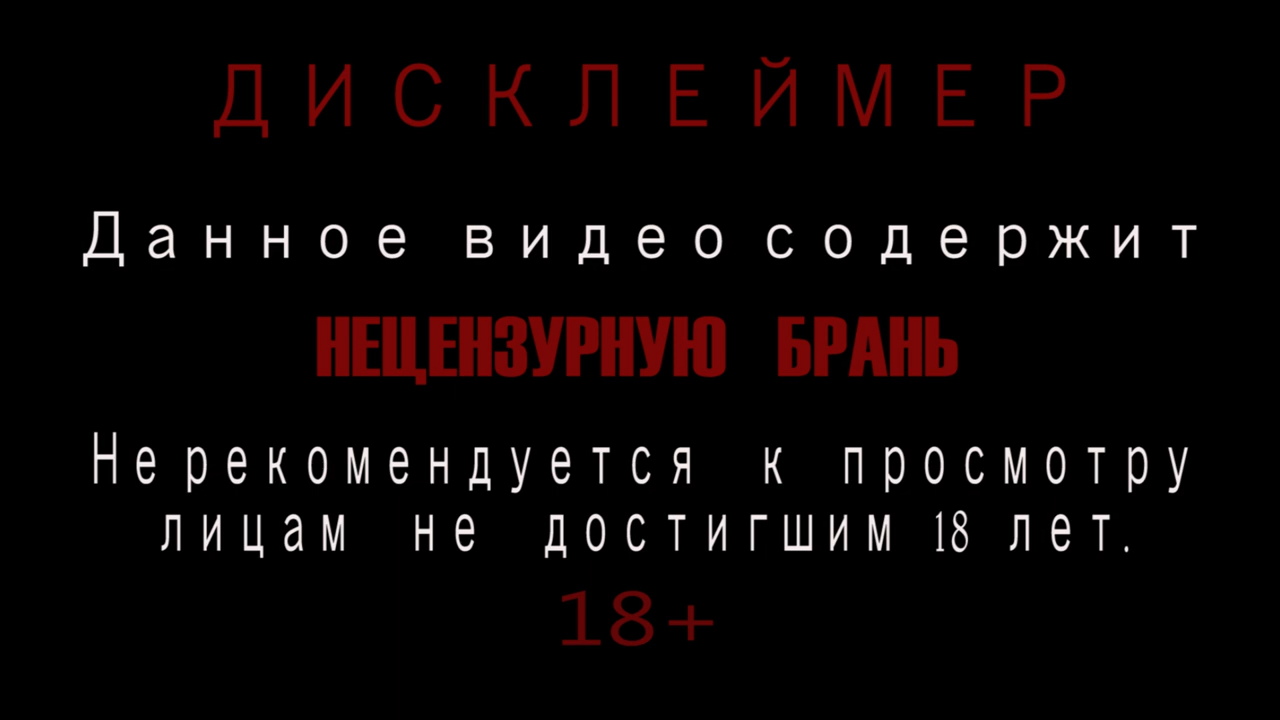 ДИСКЛЕЙМЕР
Данное видео содержит
НЕЦЕНЗУРНУЮ БРАНЬ
Не рекомендуется к просмотру
лицам не достигшим 18 лет.
18+